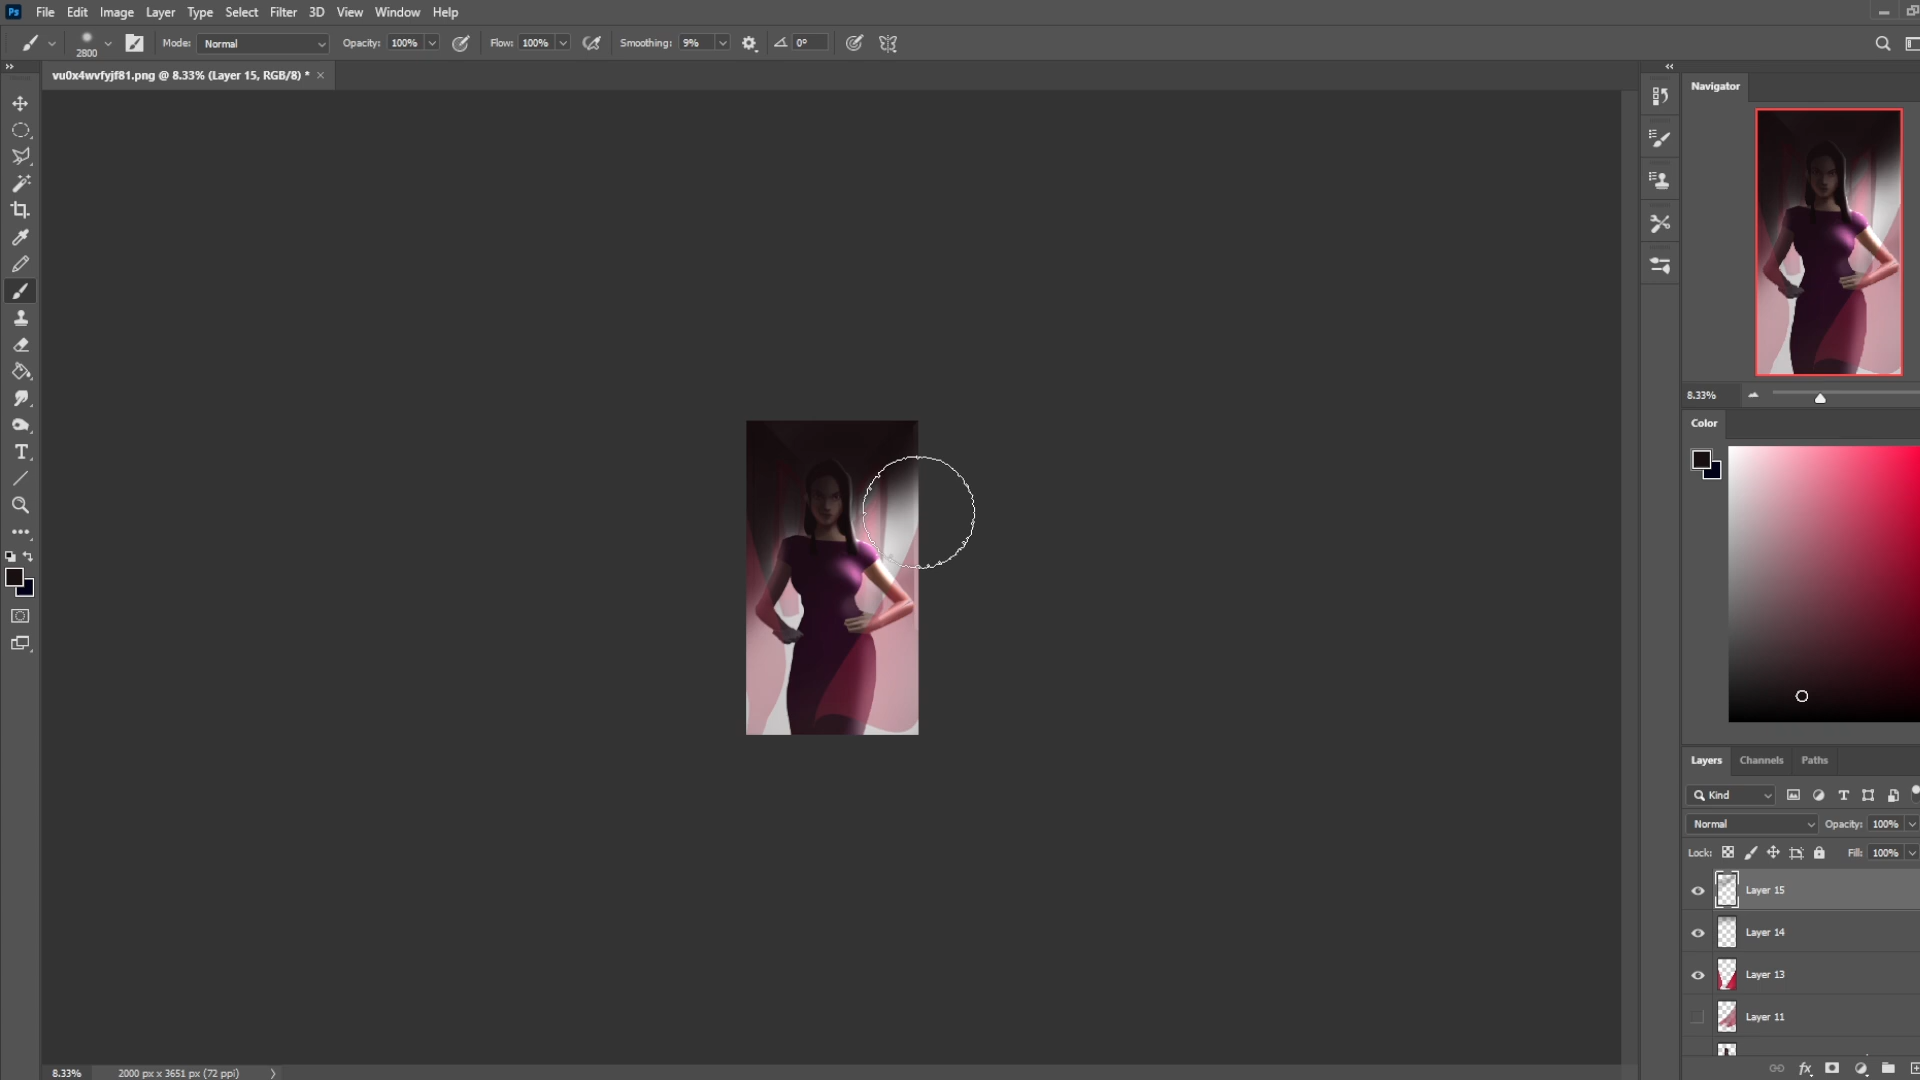 Ps File Edit Image Layer Type Select Filter 3D View Window Help
2800 Mode: Normal Opacity: 100% Flow: 100% Smoothing: 9% 0°
vu0x4wvfyjf81.png @ 8.33% (Layer 15, RGB/8) *
Navigator
8.33%
Color
Layers Channels Paths
Kind
Normal Opacity: 100%
Lock: Fill: 100%
Layer 15
Layer 14
Layer 13
Layer 11
fx
8.33% 2000 px x 3651 px (72 ppi)